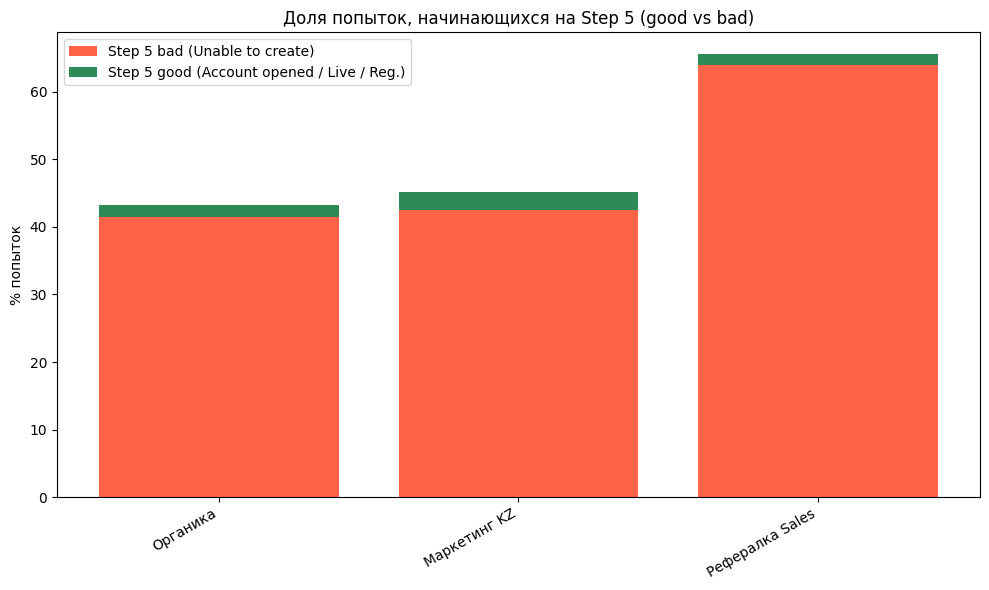 Доля попыток, начинающихся на Step 5 (good vs bad)
Step 5 bad (Unable to create)
Step 5 good (Account opened / Live / Reg.)
% попыток
60
50
40
30
20
10
0
Органика
Маркетинг KZ
Рефералка Sales